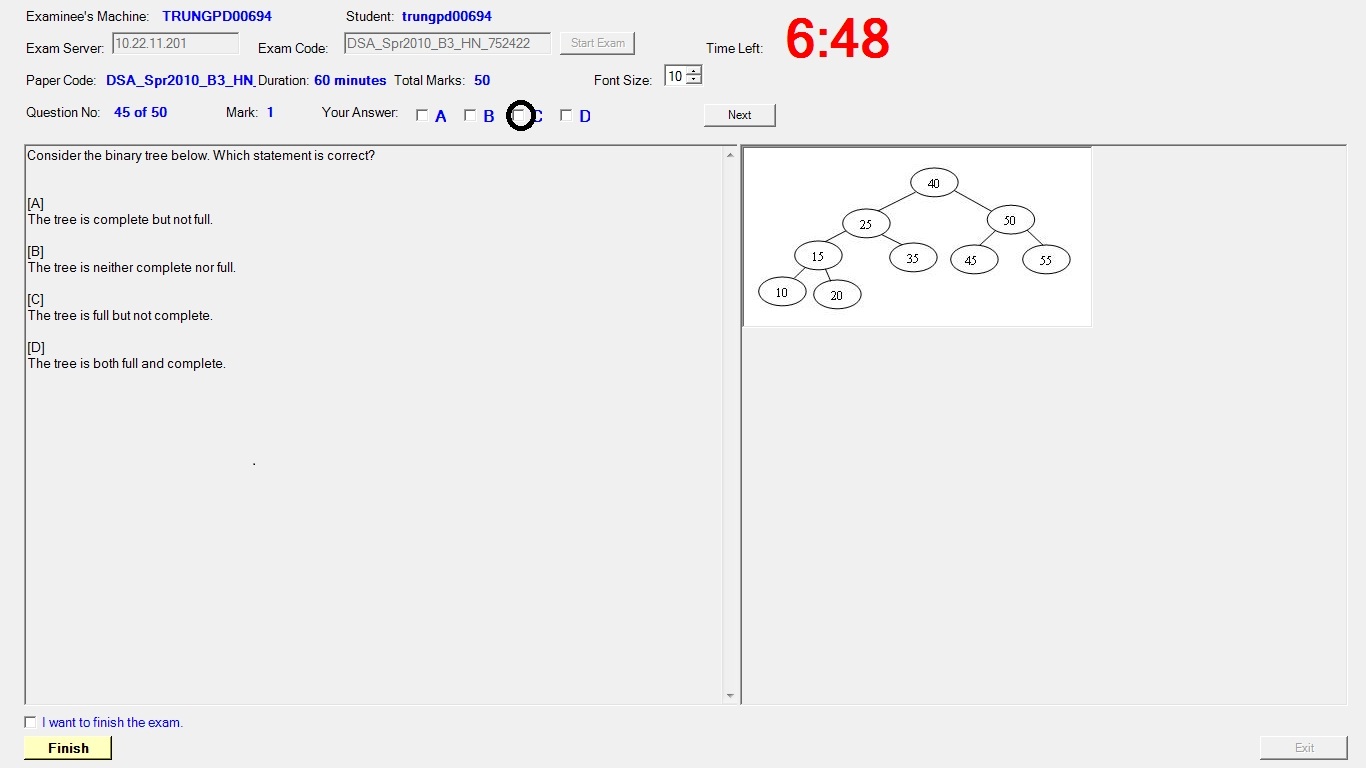 Examinee's Machine: TRUNGPD00694 Student: trungpd00694
Exam Server: 10.22.11.201 Exam Code: DSA_Spr2010_B3_HN_752422 Start Exam Time Left: 6:48
Paper Code: DSA_Spr2010_B3_HN_ Duration: 60 minutes Total Marks: 50 Font Size: 10
Question No: 45 of 50 Mark: 1 Your Answer: A B C D Next
Consider the binary tree below. Which statement is correct?
[A]
The tree is complete but not full.
[B]
The tree is neither complete nor full.
[C]
The tree is full but not complete.
[D]
The tree is both full and complete.
40
25 50
15 35 45 55
10 20
I want to finish the exam.
Finish Exit